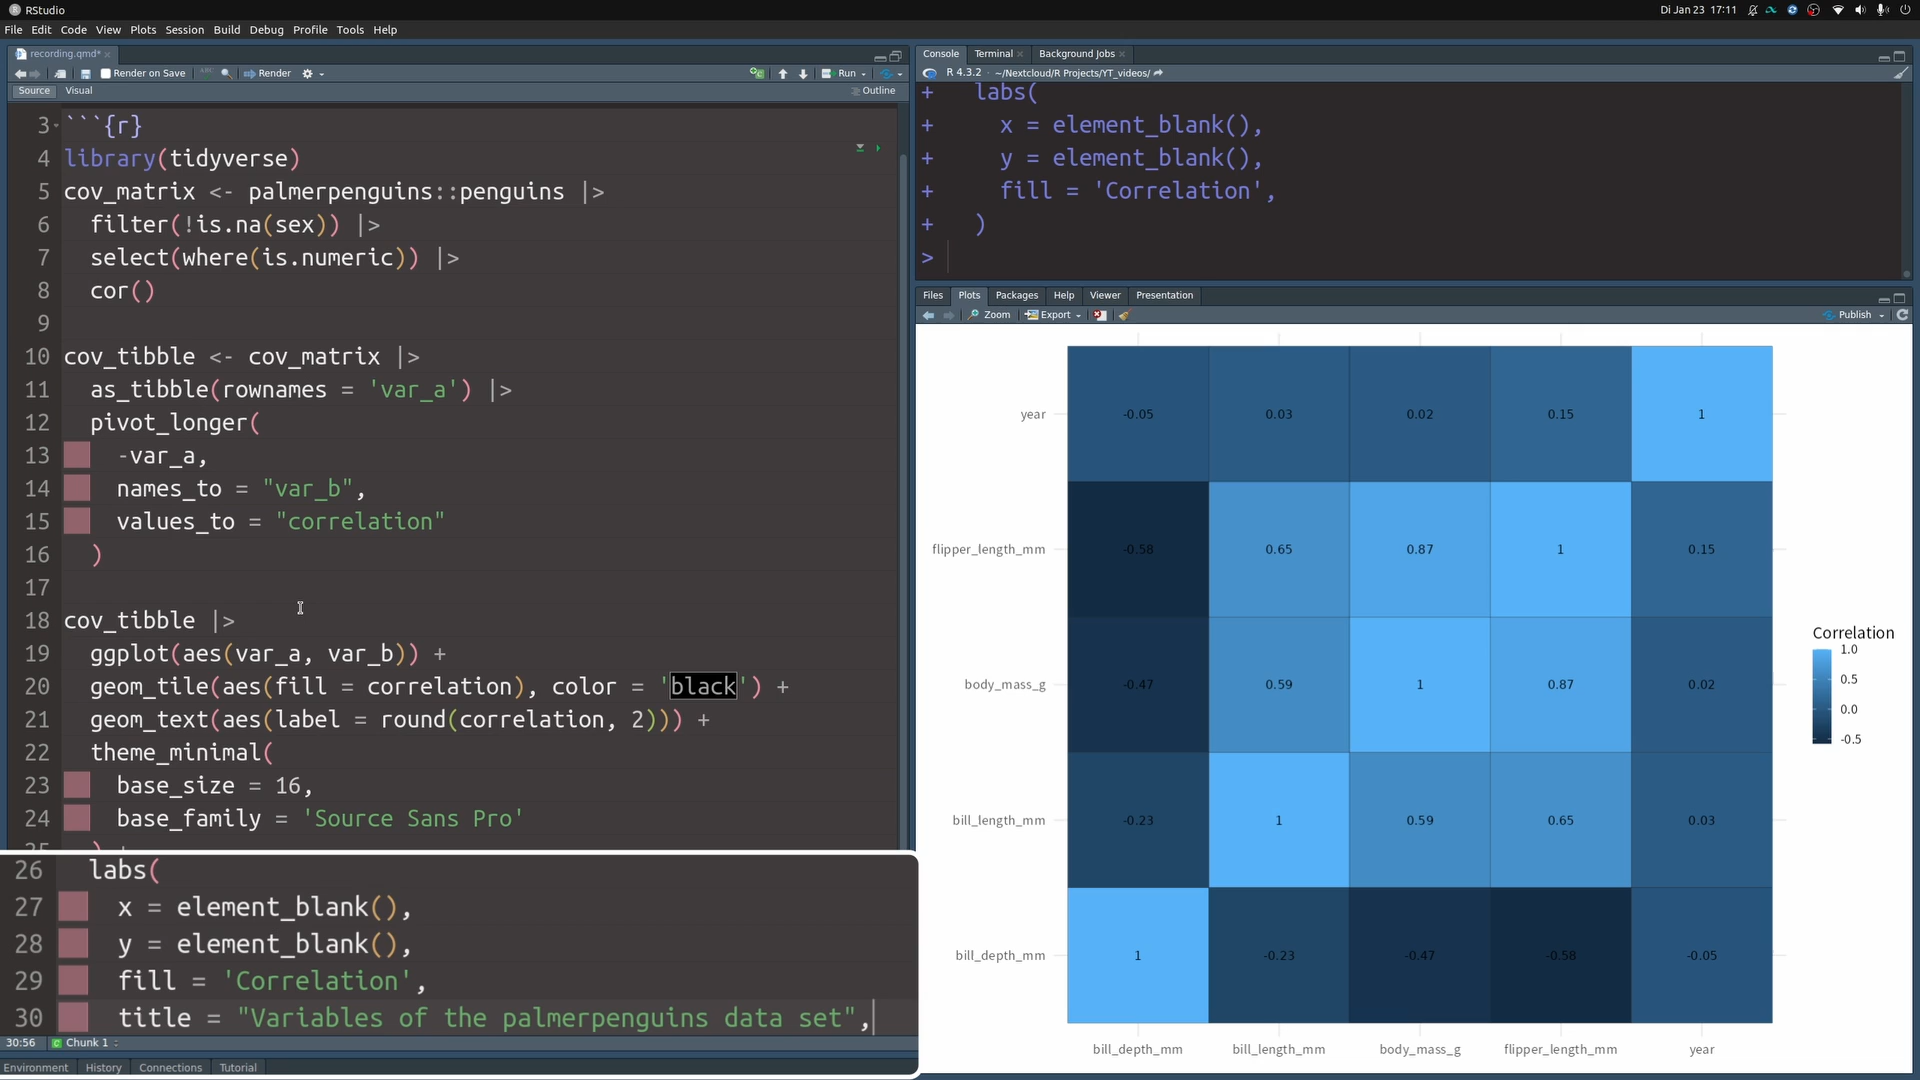 RStudio
Di Jan 23 17:11
File Edit Code View Plots Session Build Debug Profile Tools Help
recording.qmd*
Render on Save
Render
Run
Source Visual
Outline
3 ```{r}
4 library(tidyverse)
5 cov_matrix <- palmerpenguins::penguins |>
6 filter(!is.na(sex)) |>
7 select(where(is.numeric)) |>
8 cor()
9
10 cov_tibble <- cov_matrix |>
11 as_tibble(rownames = 'var_a') |>
12 pivot_longer(
13 -var_a,
14 names_to = "var_b",
15 values_to = "correlation"
16 )
17
18 cov_tibble |>
19 ggplot(aes(var_a, var_b)) +
20 geom_tile(aes(fill = correlation), color = 'black') +
21 geom_text(aes(label = round(correlation, 2))) +
22 theme_minimal(
23 base_size = 16,
24 base_family = 'Source Sans Pro'
25 ) +
26 labs(
27 x = element_blank(),
28 y = element_blank(),
29 fill = 'Correlation',
30 title = "Variables of the palmerpenguins data set",
30:56 Chunk 1
Environment History Connections Tutorial
Console Terminal Background Jobs
R 4.3.2 · ~/Nextcloud/R Projects/YT_videos/
+ labs(
+ x = element_blank(),
+ y = element_blank(),
+ fill = 'Correlation',
+ )
>
Files Plots Packages Help Viewer Presentation
Zoom Export
Publish
year -0.05 0.03 0.02 0.15 1
flipper_length_mm -0.58 0.65 0.87 1 0.15
body_mass_g -0.47 0.59 1 0.87 0.02
bill_length_mm -0.23 1 0.59 0.65 0.03
bill_depth_mm 1 -0.23 -0.47 -0.58 -0.05
bill_depth_mm bill_length_mm body_mass_g flipper_length_mm year
Correlation
1.0
0.5
0.0
-0.5